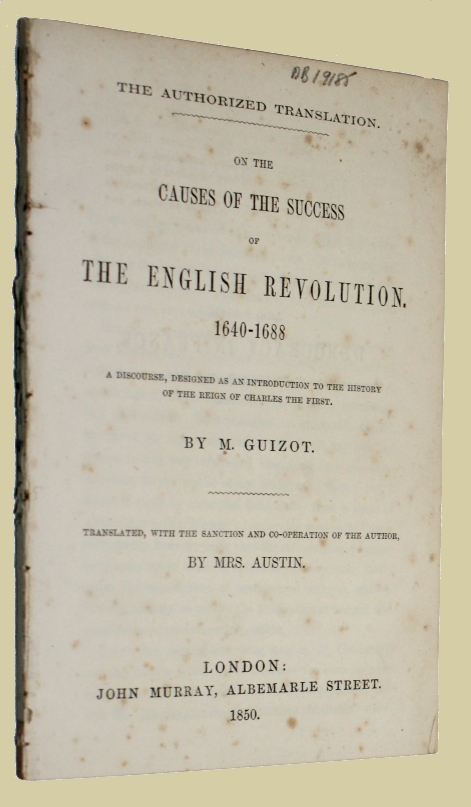 DB19185
THE AUTHORIZED TRANSLATION.
ON THE
CAUSES OF THE SUCCESS
OF
THE ENGLISH REVOLUTION.
1640-1688
A DISCOURSE, DESIGNED AS AN INTRODUCTION TO THE HISTORY
OF THE REIGN OF CHARLES THE FIRST.
BY M. GUIZOT.
TRANSLATED, WITH THE SANCTION AND CO-OPERATION OF THE AUTHOR,
BY MRS. AUSTIN.
LONDON:
JOHN MURRAY, ALBEMARLE STREET.
1850.